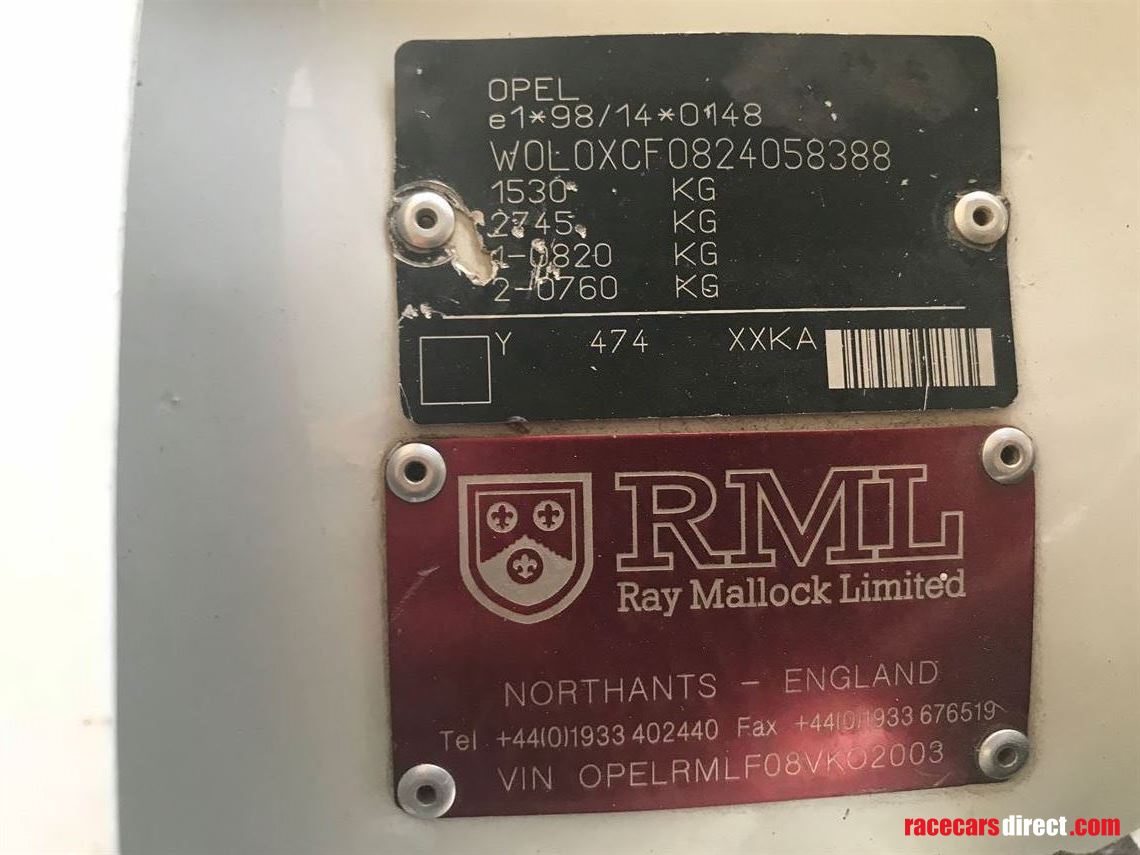 OPEL
e1*98/14*0148
W0L0XCF0824058388
1530 KG
2745 KG
1-0820 KG
2-0760 KG
Y 474 XXKA
RML
Ray Mallock Limited
NORTHANTS - ENGLAND
Tel +44(0)1933 402440 Fax +44(0)1933 676519
VIN OPELRMLF08VKO2003
racecarsdirect.com